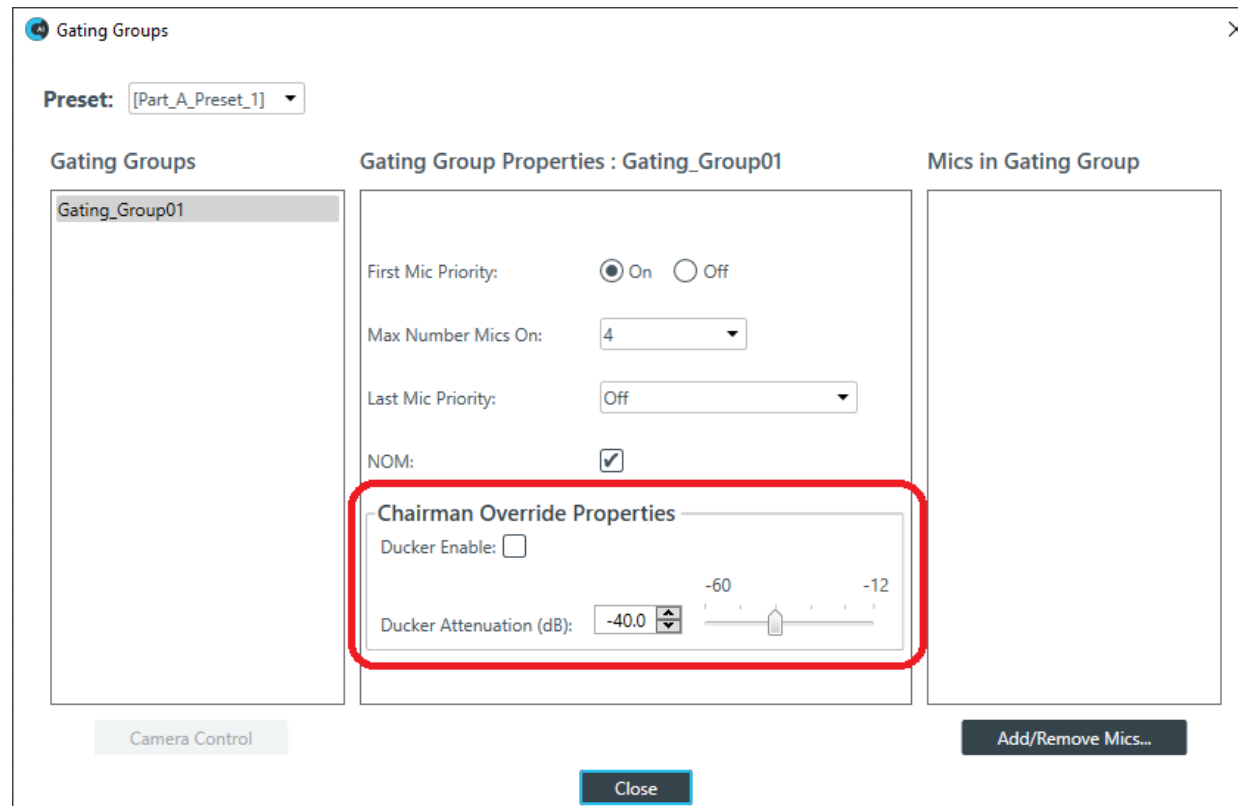 Gating Groups
Preset: [Part_A_Preset_1]
Gating Groups
Gating_Group01
Camera Control
Gating Group Properties : Gating_Group01
First Mic Priority: On Off
Max Number Mics On: 4
Last Mic Priority: Off
NOM:
Chairman Override Properties
Ducker Enable:
-60 -12
Ducker Attenuation (dB): -40.0
Mics in Gating Group
Add/Remove Mics...
Close